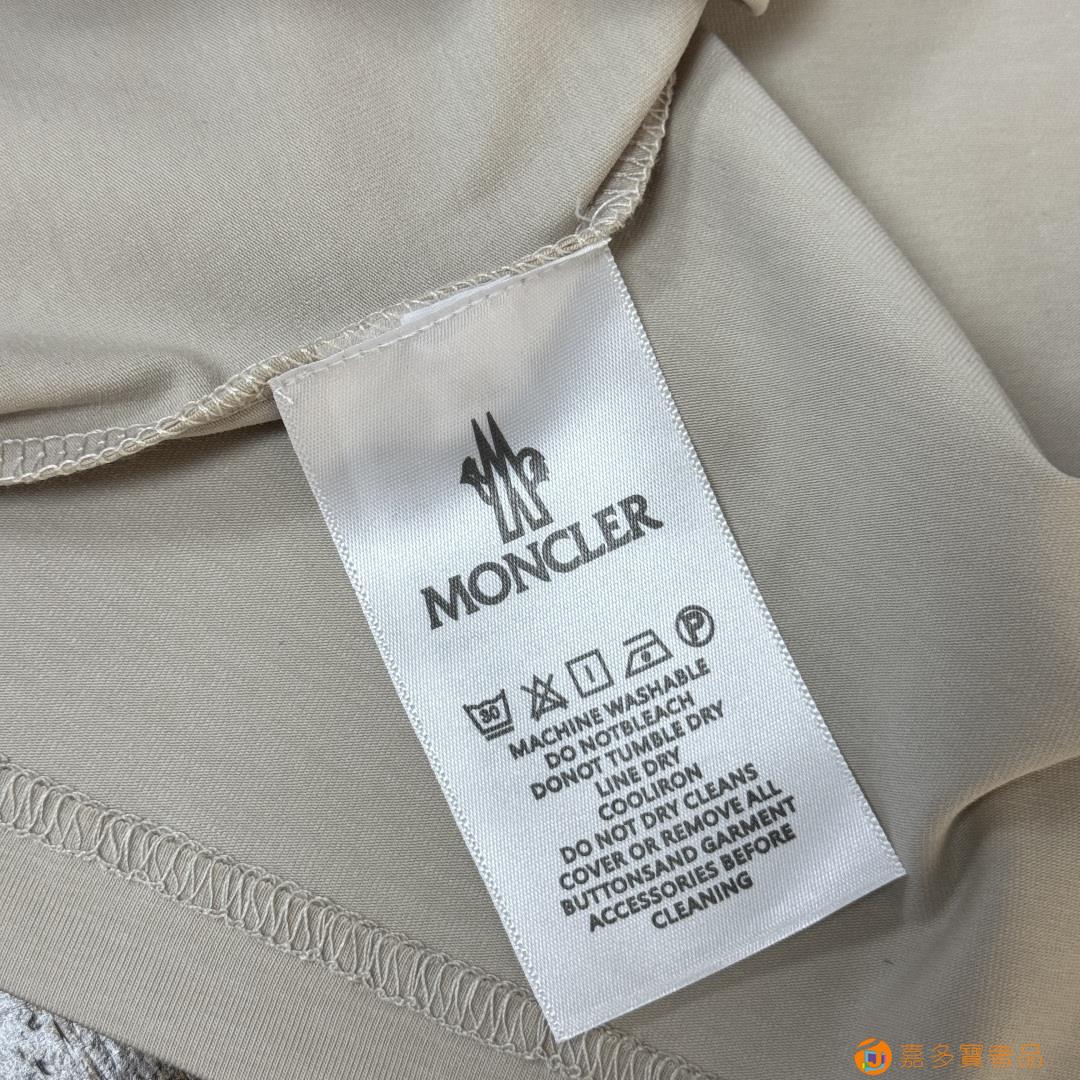 MONCLER
30
P
MACHINE WASHABLE
DO NOTBLEACH
DONOT TUMBLE DRY
LINE DRY
COOLIRON
DO NOT DRY CLEANS
COVER OR REMOVE ALL
BUTTONSAND GARMENT
ACCESSORIES BEFORE
CLEANING
嘉多寶奢品